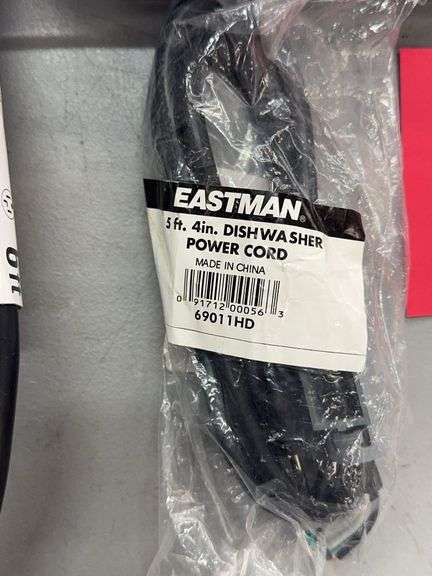 EASTMAN®
5 ft. 4in. DISHWASHER
POWER CORD
MADE IN CHINA
0 91712 00056 3
69011HD